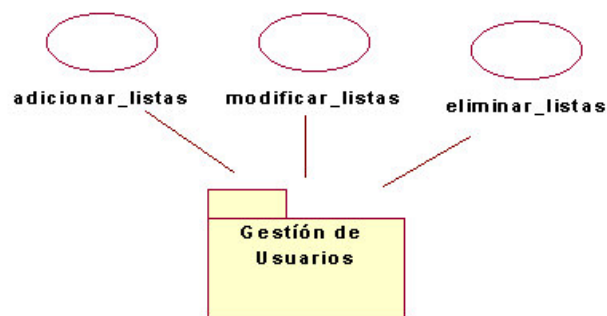 adicionar_listas
modificar_listas
eliminar_listas
Gestíón de
Usuarios